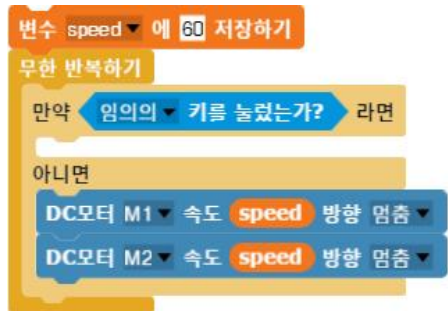 변수 speed 에 60 저장하기
무한 반복하기
만약 임의의 키를 눌렀는가? 라면
아니면
DC모터 M1 속도 speed 방향 멈춤
DC모터 M2 속도 speed 방향 멈춤